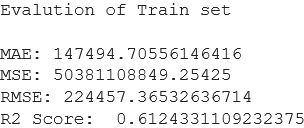 Evalution of Train set
MAE: 147494.70556146416
MSE: 50381108849.25425
RMSE: 224457.36532636714
R2 Score:  0.6124331109232375